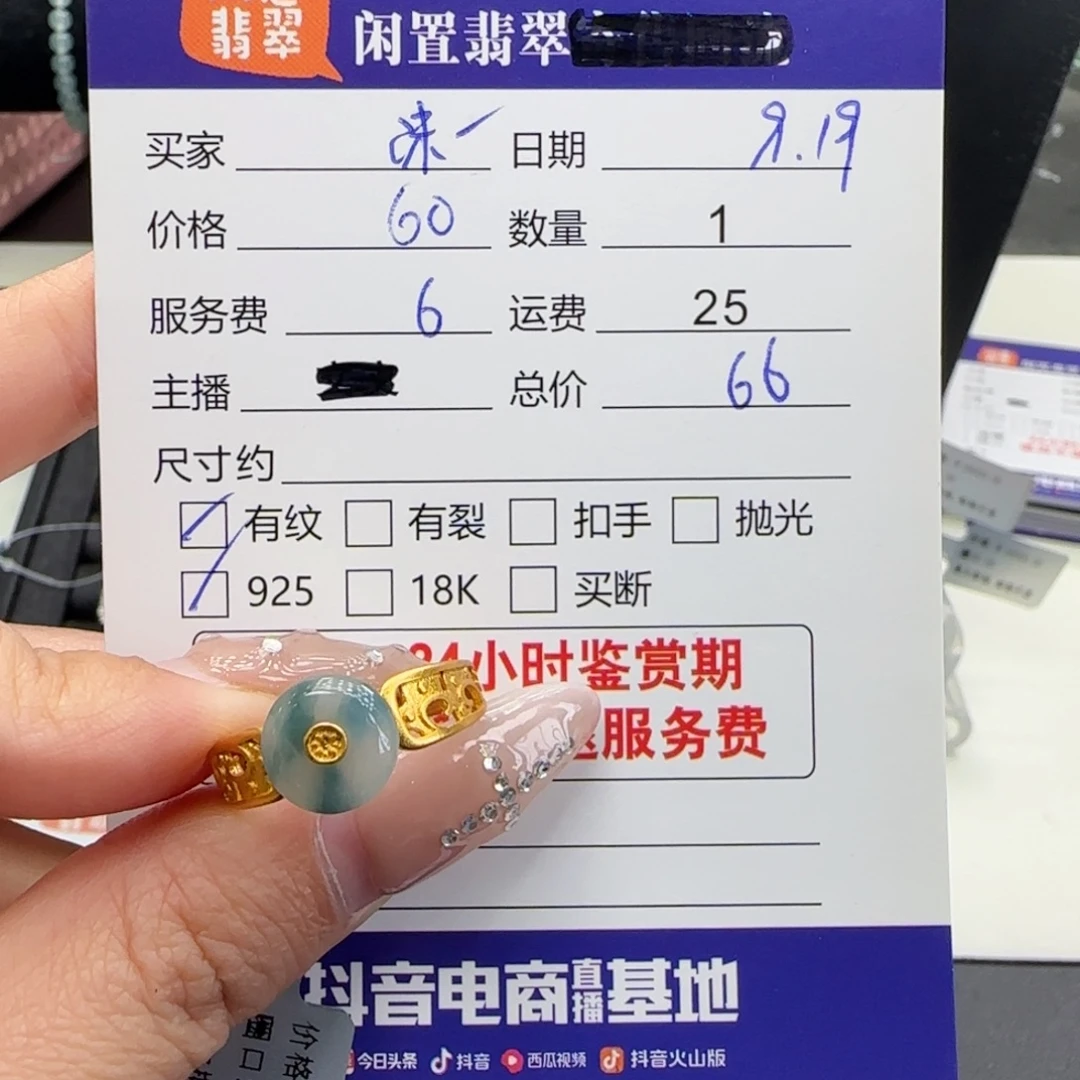 翡翠
闲置翡翠
买家 日期 9.19
价格 60 数量 1
服务费 6 运费 25
主播 总价 66
尺寸约
有纹 有裂 扣手 抛光
925 18K 买断
小时鉴赏期
服务费
抖音电商直播基地
今日头条 抖音 西瓜视频 抖音火山版
价格